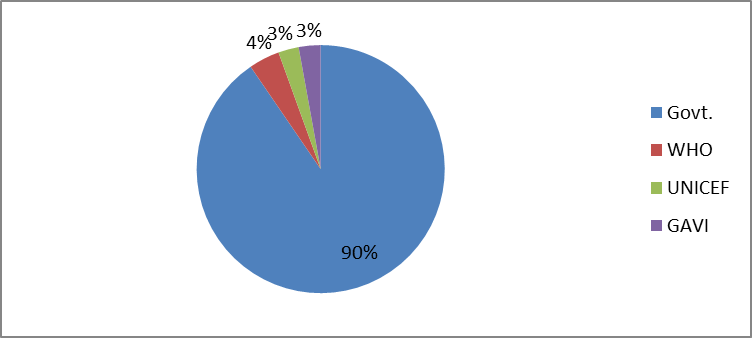 4%
3%
3%
90%
Govt.
WHO
UNICEF
GAVI